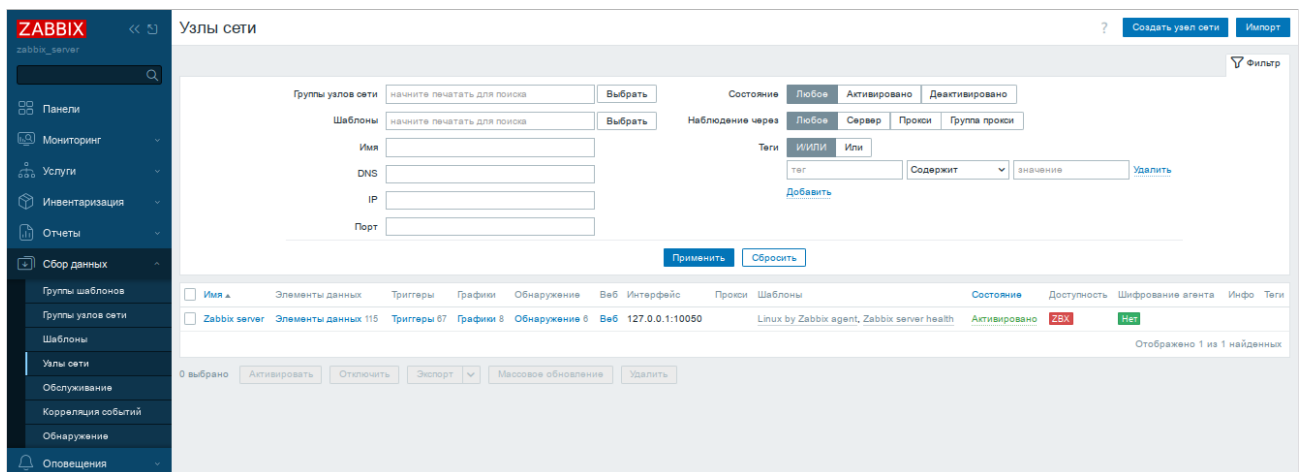 ZABBIX
zabbix_server
Панели
Мониторинг
Услуги
Инвентаризация
Отчеты
Сбор данных
Группы шаблонов
Группы узлов сети
Шаблоны
Узлы сети
Обслуживание
Корреляция событий
Обнаружение
Оповещения
Узлы сети
? Создать узел сети Импорт
Фильтр
Группы узлов сети начните печатать для поиска Выбрать Состояние Любое Активировано Деактивировано
Шаблоны начните печатать для поиска Выбрать Наблюдение через Любое Сервер Прокси Группа прокси
Имя Теги И/ИЛИ Или
DNS тег Содержит значение Удалить
IP Добавить
Порт
Применить Сбросить
Имя Элементы данных Триггеры Графики Обнаружение Веб Интерфейс Прокси Шаблоны Состояние Доступность Шифрование агента Инфо Теги
Zabbix server Элементы данных 115 Триггеры 67 Графики 8 Обнаружение 6 Веб 127.0.0.1:10050 Linux by Zabbix agent, Zabbix server health Активировано ZBX Нет
Отображено 1 из 1 найденных
0 выбрано Активировать Отключить Экспорт Массовое обновление Удалить